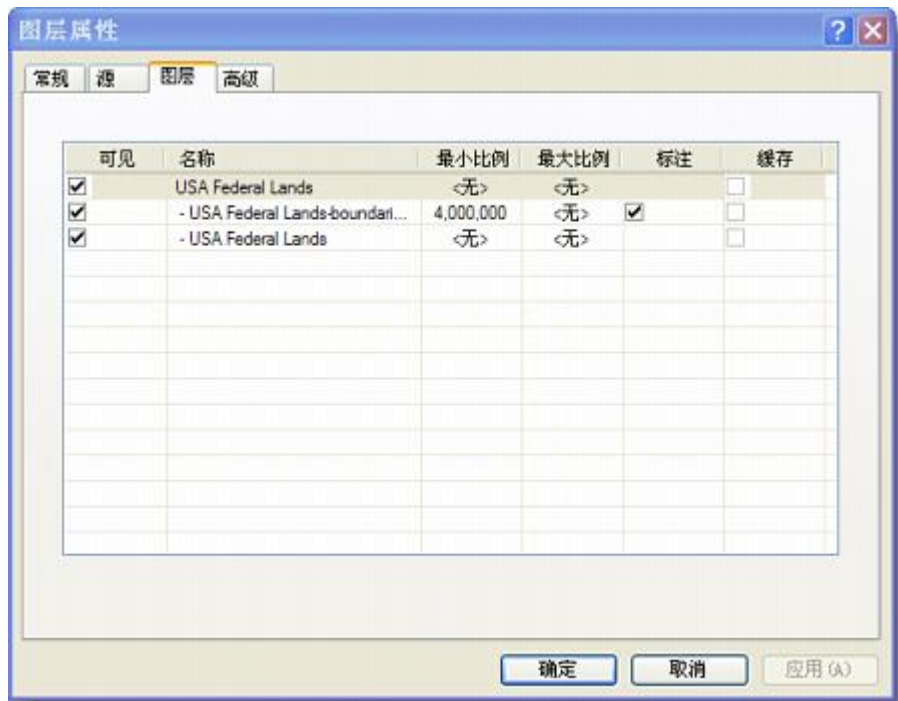 图层属性
常规 源 图层 高级
可见 名称 最小比例 最大比例 标注 缓存
USA Federal Lands <无> <无>
- USA Federal Lands-boundari... 4,000,000 <无>
- USA Federal Lands <无> <无>
确定 取消 应用(A)